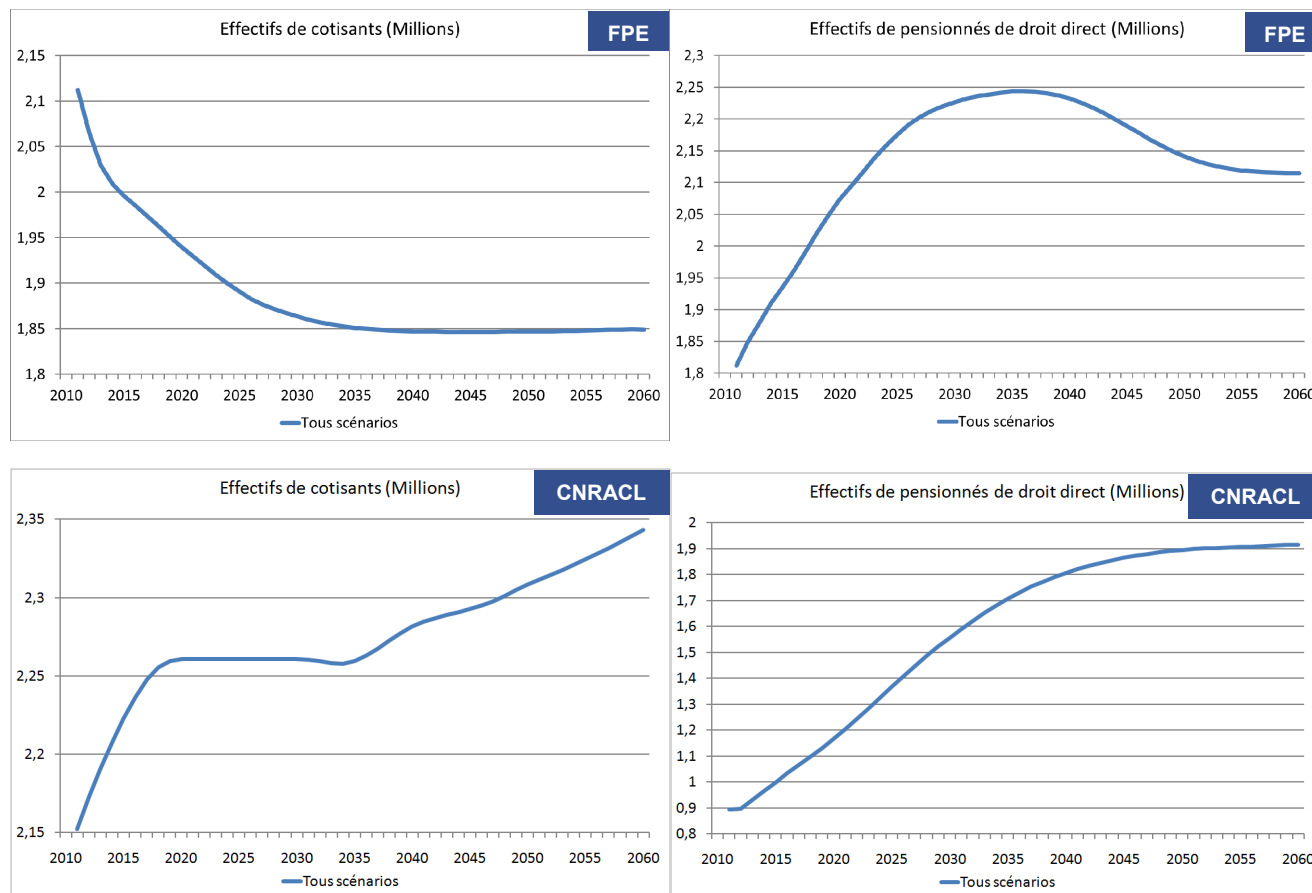 Effectifs de cotisants (Millions)
FPE
2,15
2,1
2,05
2
1,95
1,9
1,85
1,8
2010 2015 2020 2025 2030 2035 2040 2045 2050 2055 2060
Tous scénarios
Effectifs de pensionnés de droit direct (Millions)
FPE
2,3
2,25
2,2
2,15
2,1
2,05
2
1,95
1,9
1,85
1,8
2010 2015 2020 2025 2030 2035 2040 2045 2050 2055 2060
Tous scénarios
Effectifs de cotisants (Millions)
CNRACL
2,35
2,3
2,25
2,2
2,15
2010 2015 2020 2025 2030 2035 2040 2045 2050 2055 2060
Tous scénarios
Effectifs de pensionnés de droit direct (Millions)
CNRACL
2
1,9
1,8
1,7
1,6
1,5
1,4
1,3
1,2
1,1
1
0,9
0,8
2010 2015 2020 2025 2030 2035 2040 2045 2050 2055 2060
Tous scénarios